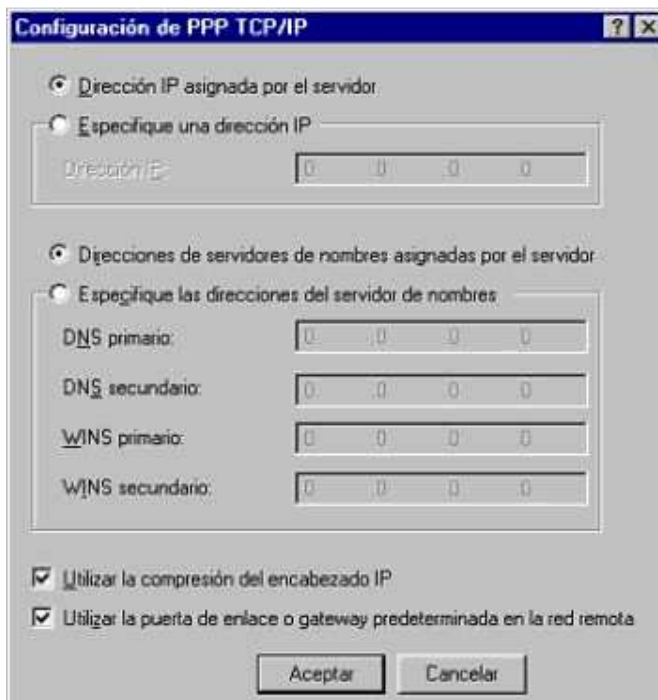 Configuración de PPP TCP/IP
Dirección IP asignada por el servidor
Especifique una dirección IP
Dirección IP: 0 .0 .0 .0
Direcciones de servidores de nombres asignadas por el servidor
Especifique las direcciones del servidor de nombres
DNS primario: 0 .0 .0 .0
DNS secundario: 0 .0 .0 .0
WINS primario: 0 .0 .0 .0
WINS secundario: 0 .0 .0 .0
Utilizar la compresión del encabezado IP
Utilizar la puerta de enlace o gateway predeterminada en la red remota
Aceptar Cancelar